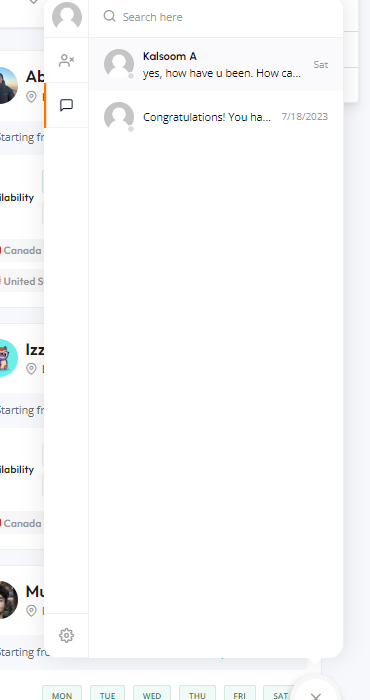 Search here
Kalsoom A
Sat
yes, how have u been. How ca...
Congratulations! You ha...
7/18/2023
Ab
Starting fr
ilability
Canada
United S
Izz
Starting fr
ilability
Canada
Mu
Starting fr
MON
TUE
WED
THU
FRI
SAT